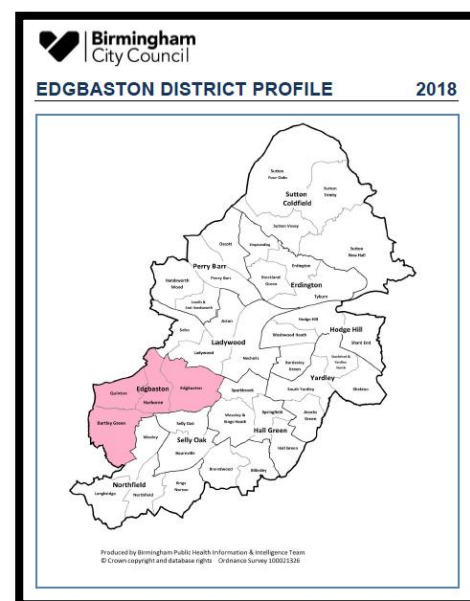 Birmingham
City Council
EDGBASTON DISTRICT PROFILE 2018
Sutton
Four Oaks
Sutton
Trinity
Sutton
Coldfield
Sutton Vesey
Oscott
Kingstanding
Sutton
New Hall
Perry Barr
Perry Barr
Erdington
Stockland
Green
Erdington
Handsworth
Wood
Tyburn
Lozells &
East Handsworth
Aston
Hodge Hill
Soho
Ladywood
Washwood Heath
Hodge Hill
Shard End
Ladywood
Nechells
Bordesley
Green
Stechford &
Yardley
North
Yardley
Quinton
Edgbaston
Edgbaston
Harborne
Sparkbrook
South Yardley
Sheldon
Bartley Green
Selly Oak
Moseley &
Kings Heath
Springfield
Acocks
Green
Weoley
Selly Oak
Hall Green
Bournville
Hall Green
Brandwood
Billesley
Northfield
Kings
Norton
Longbridge
Northfield
Produced by Birmingham Public Health Information & Intelligence Team
© Crown copyright and database rights Ordnance Survey 100021326